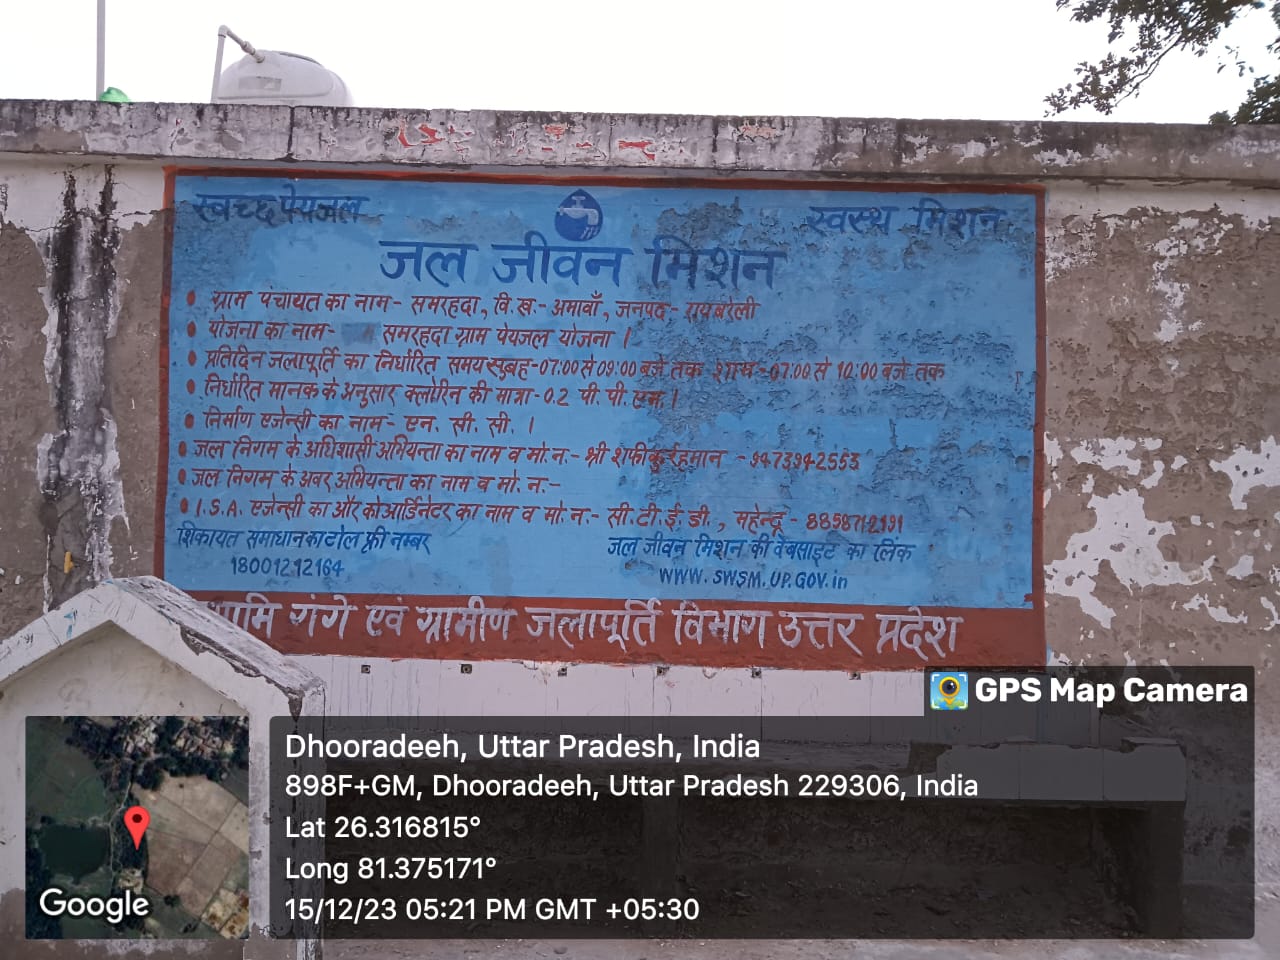 स्वच्छ पेयजल
स्वस्थ मिशन
जल जीवन मिशन
• ग्राम पंचायत का नाम- समरहदा, वि.ख.- अमावाँ, जनपद- रायबरेली
• योजना का नाम- समरहदा ग्राम पेयजल योजना ।
• प्रतिदिन जलापूर्ति का निर्धारित समय सुबह-07:00 से 09:00 बजे तक शाम-07:00 से 10:00 बजे तक
• निर्धारित मानक के अनुसार क्लोरिन की मात्रा-0.2 पी. पी. एम. ।
• निर्माण एजेन्सी का नाम- एन. सी. सी. ।
• जल निगम के अधिशासी अभियन्ता का नाम व मो.न.- श्री शफीकुर्रहमान -9473942553
• जल निगम के अवर अभियन्ता का नाम व मो. न.-
• I.S.A. एजेन्सी का और कोआर्डिनेटर का नाम व मो.न.- सी.टी.ई.डी., महेन्द्र -
शिकायत समाधान का टोल फ्री नम्बर
18001212164
जल जीवन मिशन की वेबसाइट का लिंक
WWW.SWSM.UP.GOV.in
गंगे एवं ग्रामीण जलापूर्ति विभाग उत्तर प्रदेश
GPS Map Camera
Dhooradeeh, Uttar Pradesh, India
898F+GM, Dhooradeeh, Uttar Pradesh 229306, India
Lat 26.316815°
Long 81.375171°
15/12/23 05:21 PM GMT +05:30
Google